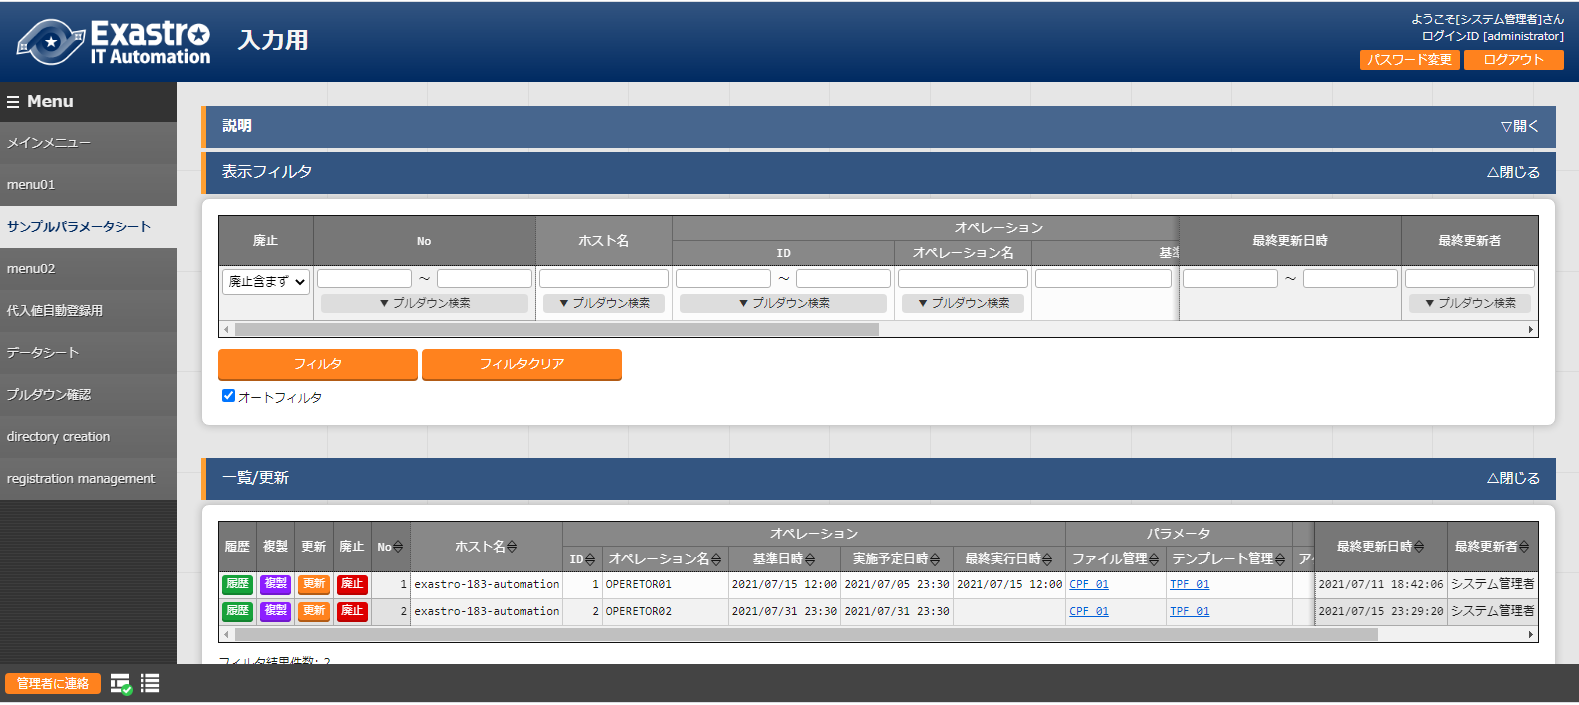 Exastro
IT Automation
入力用
ようこそ[システム管理者]さん
ログインID [administrator]
パスワード変更 ログアウト
Menu
メインメニュー
menu01
サンプルパラメータシート
menu02
代入値自動登録用
データシート
プルダウン確認
directory creation
registration management
説明 ▽開く
表示フィルタ △閉じる
廃止 No ホスト名 オペレーション 最終更新日時 最終更新者
ID オペレーション名 基準
廃止含まず ～ ～ ～
▼プルダウン検索 ▼プルダウン検索 ▼プルダウン検索 ▼プルダウン検索 ▼プルダウン検索
フィルタ フィルタクリア
オートフィルタ
一覧/更新 △閉じる
履歴 複製 更新 廃止 No ホスト名 オペレーション パラメータ 最終更新日時 最終更新者
ID オペレーション名 基準日時 実施予定日時 最終実行日時 ファイル管理 テンプレート管理 ア
履歴 複製 更新 廃止 1 exastro-183-automation 1 OPERETOR01 2021/07/15 12:00 2021/07/05 23:30 2021/07/15 12:00 CPF_01 TPF_01 2021/07/11 18:42:06 システム管理者
履歴 複製 更新 廃止 2 exastro-183-automation 2 OPERETOR02 2021/07/31 23:30 2021/07/31 23:30 CPF_01 TPF_01 2021/07/15 23:29:20 システム管理者
フィルタ結果件数: 2
管理者に連絡